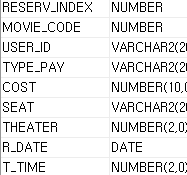 RESERV_INDEX NUMBER
MOVIE_CODE NUMBER
USER_ID VARCHAR2(20
TYPE_PAY VARCHAR2(20
COST NUMBER(10,0
SEAT VARCHAR2(20
THEATER NUMBER(2,0)
R_DATE DATE
T_TIME NUMBER(2,0)